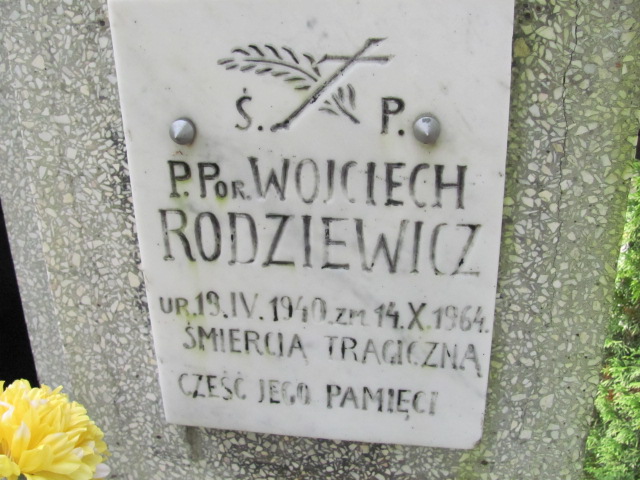 Ś. P.
P.POR. WOJCIECH
RODZIEWICZ
UR. 19.IV. 1940. ZM. 14.X.1964.
ŚMIERCIĄ TRAGICZNĄ
CZEŚĆ JEGO PAMIĘCI